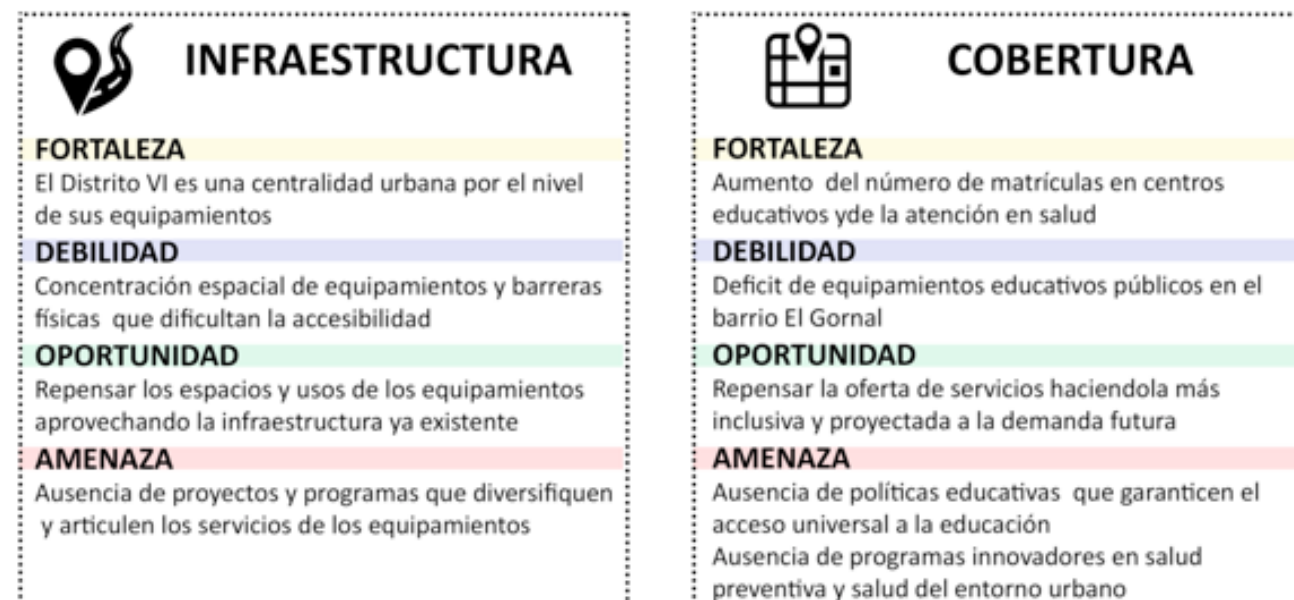 INFRAESTRUCTURA
FORTALEZA
El Distrito VI es una centralidad urbana por el nivel
de sus equipamientos
DEBILIDAD
Concentración espacial de equipamientos y barreras
físicas que dificultan la accesibilidad
OPORTUNIDAD
Repensar los espacios y usos de los equipamientos
aprovechando la infraestructura ya existente
AMENAZA
Ausencia de proyectos y programas que diversifiquen
y articulen los servicios de los equipamientos
COBERTURA
FORTALEZA
Aumento del número de matrículas en centros
educativos yde la atención en salud
DEBILIDAD
Deficit de equipamientos educativos públicos en el
barrio El Gornal
OPORTUNIDAD
Repensar la oferta de servicios haciendola más
inclusiva y proyectada a la demanda futura
AMENAZA
Ausencia de políticas educativas que garanticen el
acceso universal a la educación
Ausencia de programas innovadores en salud
preventiva y salud del entorno urbano